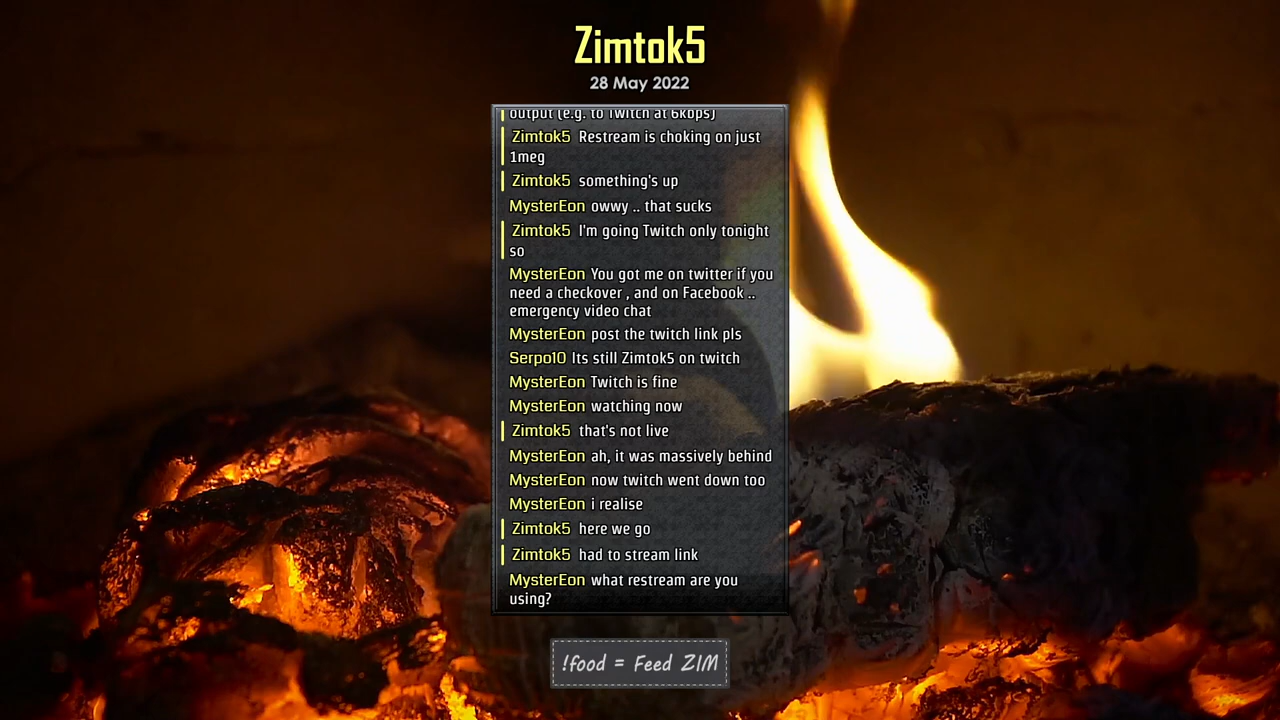 Zimtok5
28 May 2022
output (e.g. to Twitch at 6kbps)
Zimtok5 Restream is choking on just
1meg
Zimtok5 something's up
MysterEon owwy .. that sucks
Zimtok5 I'm going Twitch only tonight
so
MysterEon You got me on twitter if you
need a checkover , and on Facebook ..
emergency video chat
MysterEon post the twitch link pls
Serpo10 Its still Zimtok5 on twitch
MysterEon Twitch is fine
MysterEon watching now
Zimtok5 that's not live
MysterEon ah, it was massively behind
MysterEon now twitch went down too
MysterEon i realise
Zimtok5 here we go
Zimtok5 had to stream link
MysterEon what restream are you
using?
!food = Feed ZIM